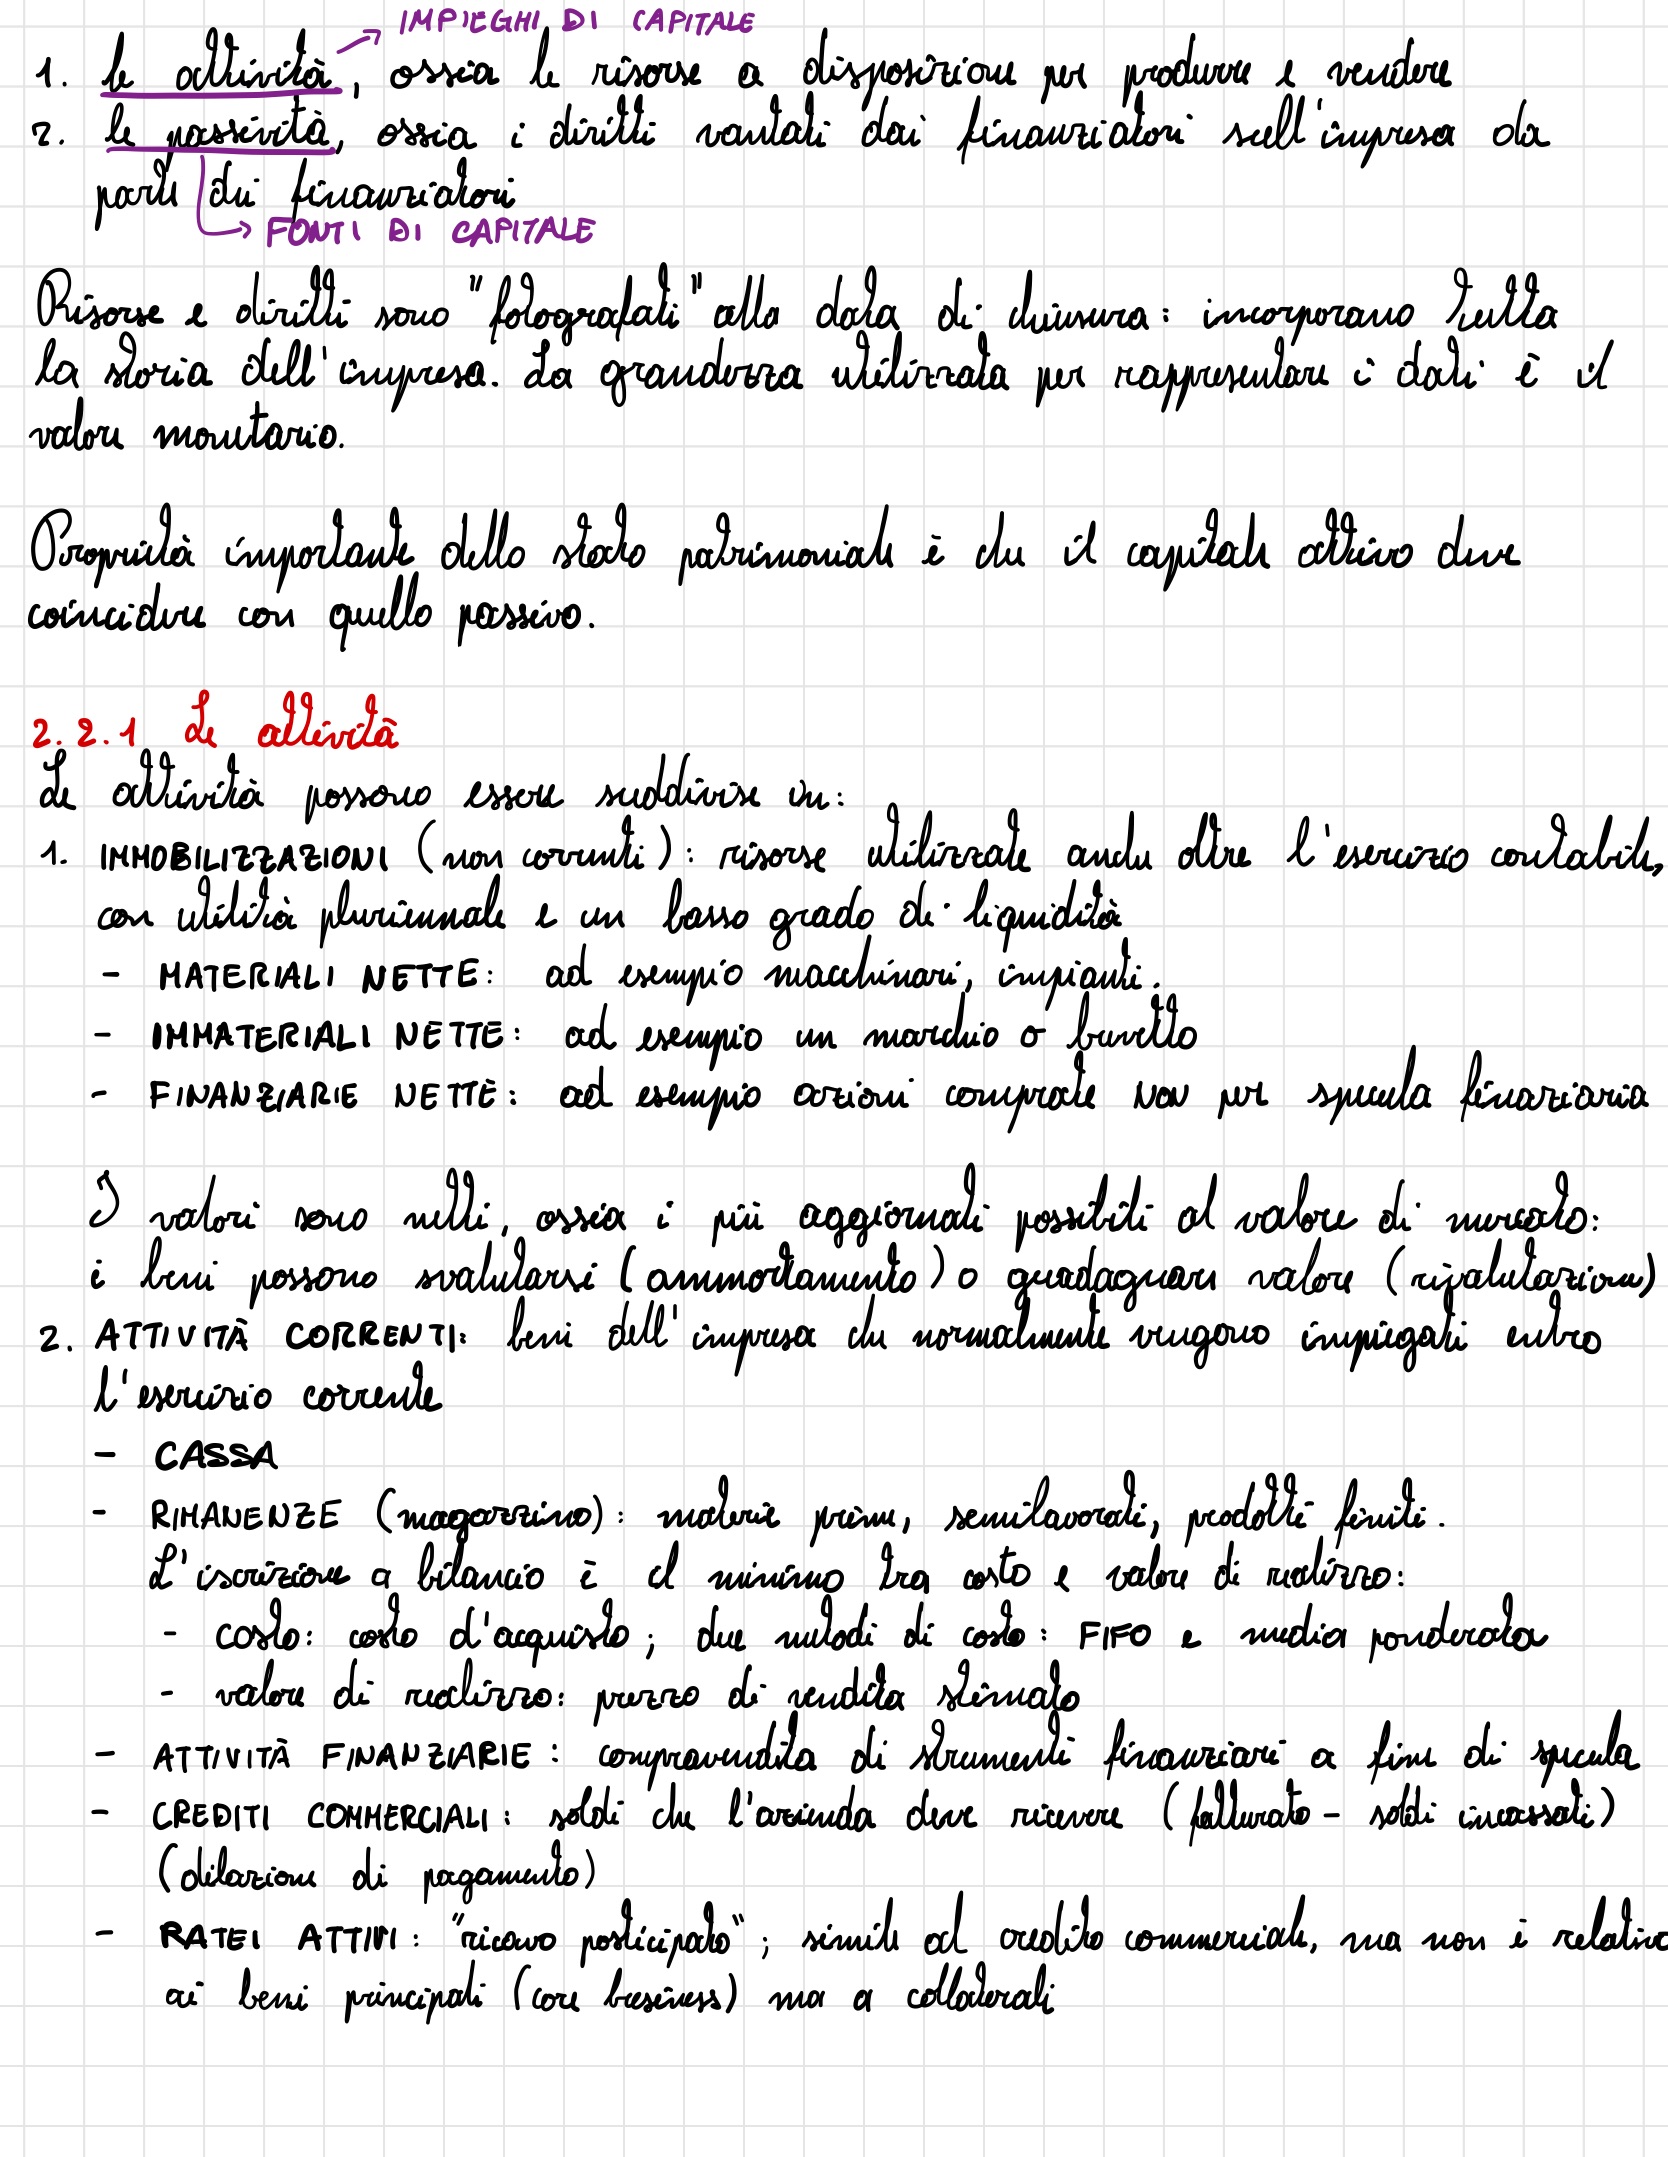 IMPIEGHI DI CAPITALE
1. le attività, ossia le risorse a disposizione per produrre e vendere
2. le passività, ossia i diritti vantati dai finanziatori sull'impresa da
parte dei finanziatori
FONTI DI CAPITALE
Risorse e diritti sono "fotografati" alla data di chiusura: incorporano tutta
la storia dell'impresa. La grandezza utilizzata per rappresentare i dati è il
valore monetario.
Proprietà importante dello stato patrimoniale è che il capitale attivo deve
coincidere con quello passivo.
2.2.1 Le attività
Le attività possono essere suddivise in:
1. IMMOBILIZZAZIONI (non correnti): risorse utilizzate anche oltre l'esercizio contabile,
con utilità pluriennale e un basso grado di liquidità
- MATERIALI NETTE: ad esempio macchinari, impianti.
- IMMATERIALI NETTE: ad esempio un marchio o brevetto
- FINANZIARIE NETTE: ad esempio azioni comprate NON per specula finanziaria
I valori sono netti, ossia i più aggiornati possibili al valore di mercato:
i beni possono svalutarsi (ammortamento) o guadagnare valore (rivalutazione)
2. ATTIVITÀ CORRENTI: beni dell'impresa che normalmente vengono impiegati entro
l'esercizio corrente
- CASSA
- RIMANENZE (magazzino): materie prime, semilavorati, prodotti finiti.
L'iscrizione a bilancio è il minimo tra costo e valore di realizzo:
- costo: costo d'acquisto; due metodi di costo: FIFO e media ponderata
- valore di realizzo: prezzo di vendita stimato
- ATTIVITÀ FINANZIARIE: compravendita di strumenti finanziari a fine di specula
- CREDITI COMMERCIALI: soldi che l'azienda deve ricevere (fatturato - soldi incassati)
(dilazione di pagamento)
- RATEI ATTIVI: "ricavo posticipato"; simile al credito commerciale, ma non è relativo
ai beni principali (core business) ma a collaterali